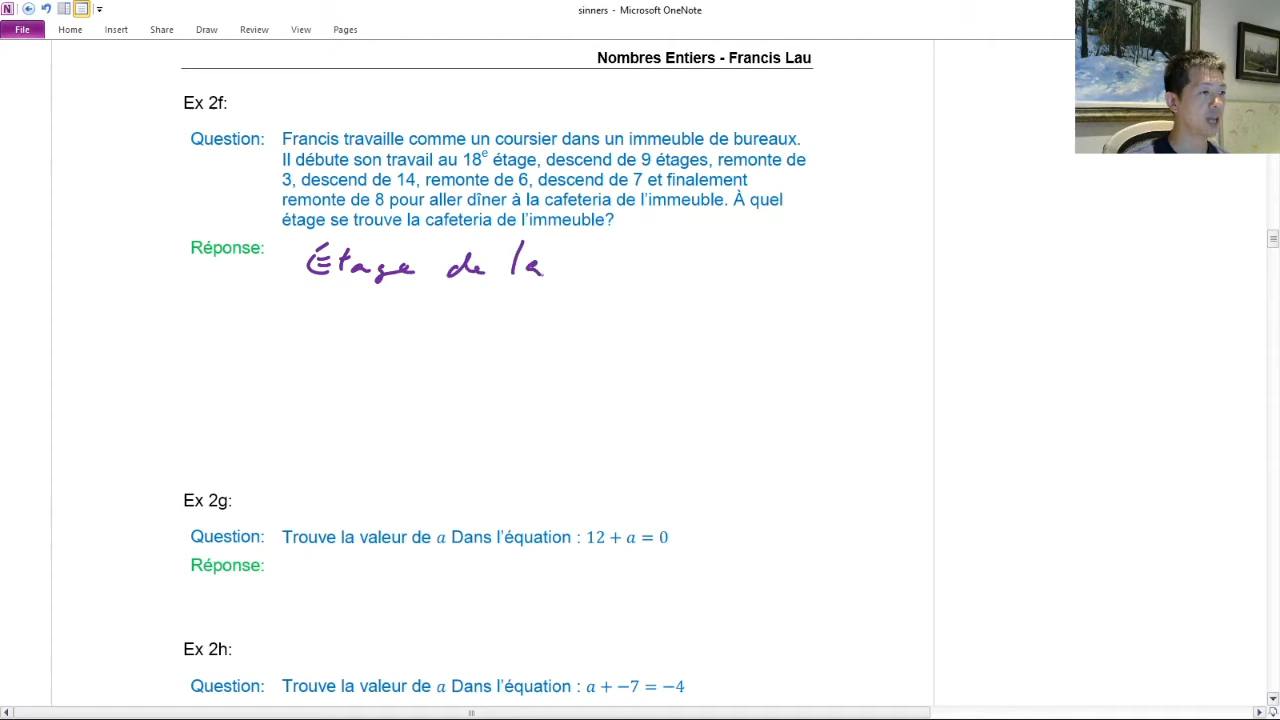 sinners - Microsoft OneNote
File Home Insert Share Draw Review View Pages
Nombres Entiers - Francis Lau
Ex 2f:
Question: Francis travaille comme un coursier dans un immeuble de bureaux.
Il débute son travail au 18e étage, descend de 9 étages, remonte de
3, descend de 14, remonte de 6, descend de 7 et finalement
remonte de 8 pour aller dîner à la cafeteria de l'immeuble. À quel
étage se trouve la cafeteria de l'immeuble?
Réponse: Étage de la
Ex 2g:
Question: Trouve la valeur de a Dans l'équation : 12 + a = 0
Réponse:
Ex 2h:
Question: Trouve la valeur de a Dans l'équation : a + −7 = −4